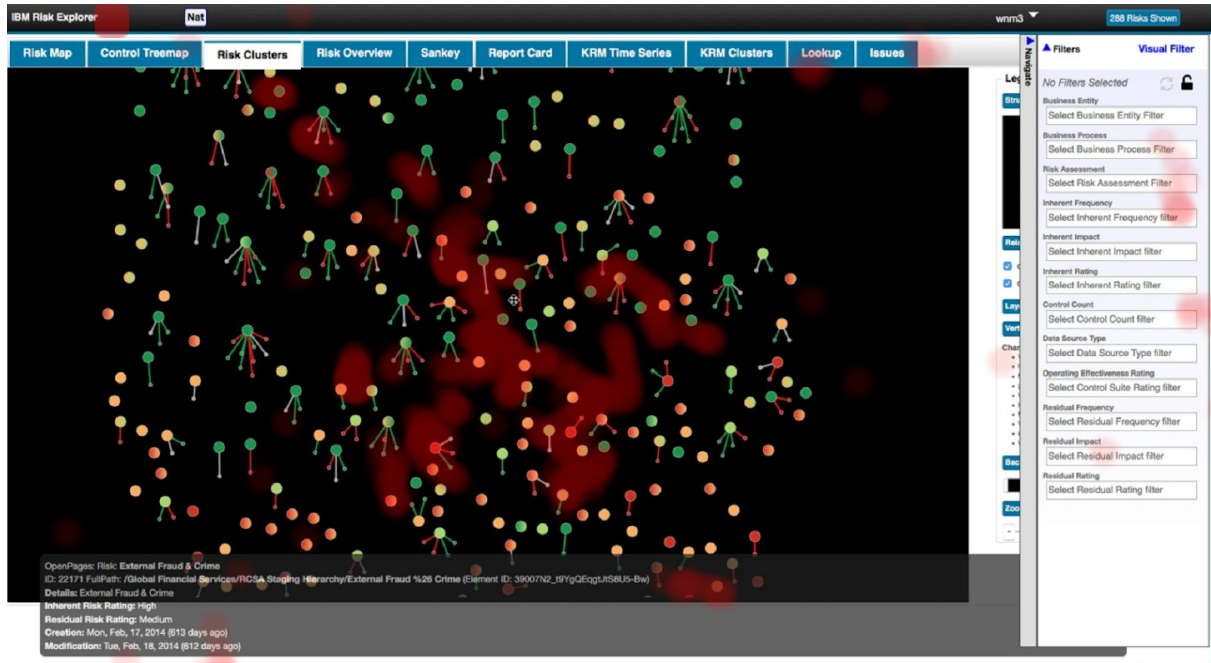 IBM Risk Explorer
Nat
wnm3
288 Risks Shown
Risk Map
Control Treemap
Risk Clusters
Risk Overview
Sankey
Report Card
KRM Time Series
KRM Clusters
Lookup
Issues
Navigate
Filters
Visual Filter
No Filters Selected
Business Entity
Select Business Entity Filter
Business Process
Select Business Process Filter
Risk Assessment
Select Risk Assessment Filter
Inherent Frequency
Select Inherent Frequency filter
Inherent Impact
Select Inherent Impact filter
Inherent Rating
Select Inherent Rating filter
Control Count
Select Control Count filter
Data Source Type
Select Data Source Type filter
Operating Effectiveness Rating
Select Control Suite Rating filter
Residual Frequency
Select Residual Frequency filter
Residual Impact
Select Residual Impact filter
Residual Rating
Select Residual Rating filter
OpenPages: Risk: External Fraud & Crime
ID: 22171 FullPath: /Global Financial Services/RCSA Staging Hierarchy/External Fraud %26 Crime (Element ID:
Details: External Fraud & Crime
Inherent Risk Rating: High
Residual Risk Rating: Medium
Creation: Mon, Feb, 17, 2014 (613 days ago)
Modification: Tue, Feb, 18, 2014 (612 days ago)